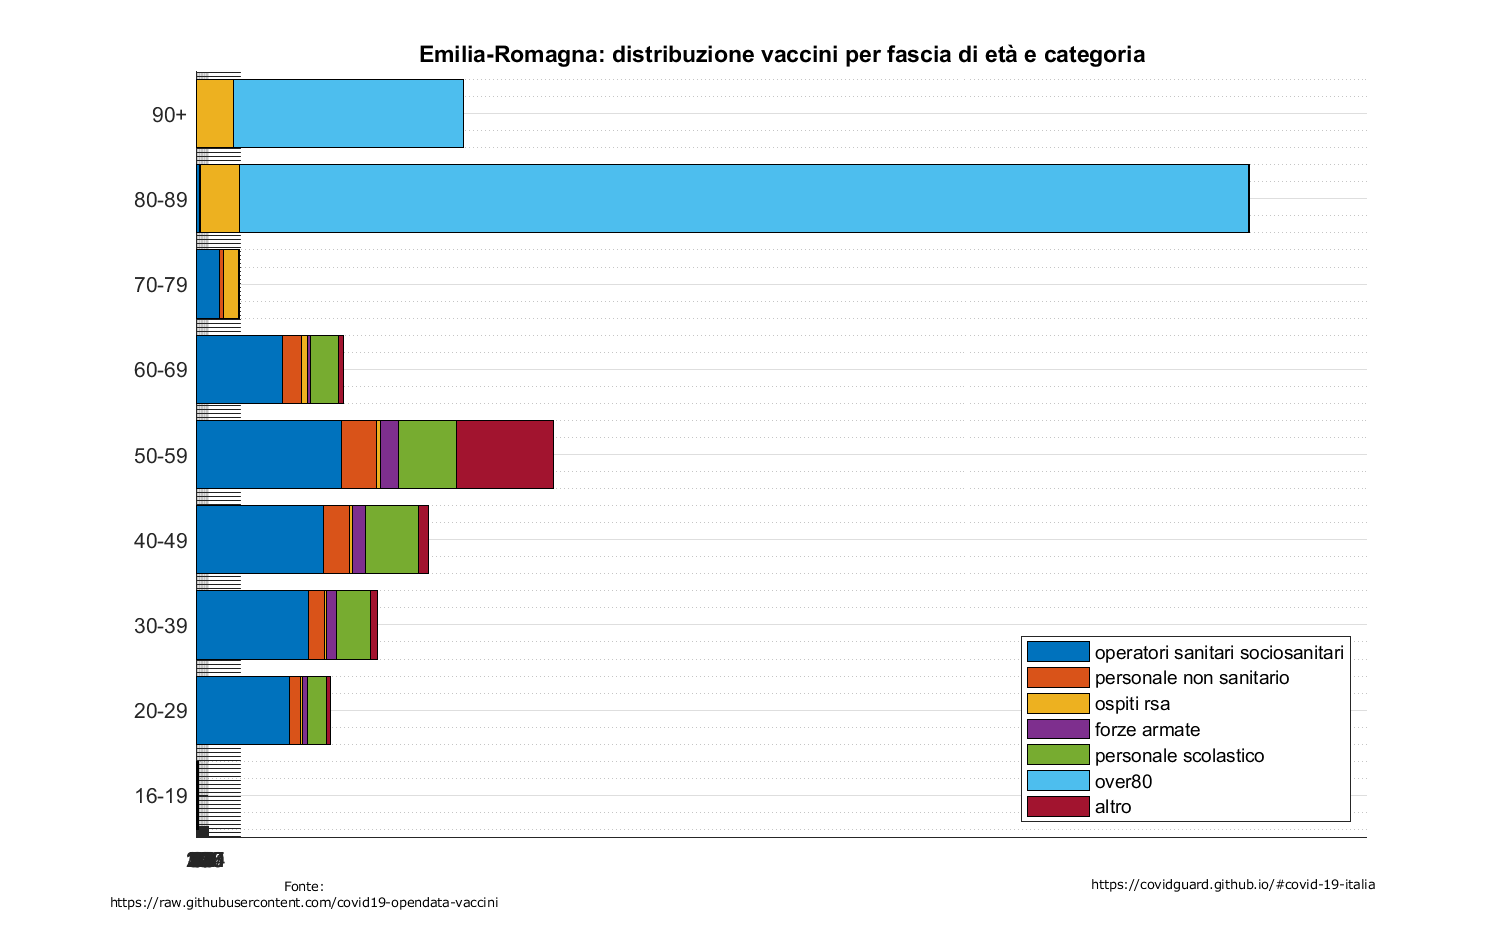 Emilia-Romagna: distribuzione vaccini per fascia di età e categoria
90+
80-89
70-79
60-69
50-59
40-49
30-39
20-29
16-19
operatori sanitari sociosanitari
personale non sanitario
ospiti rsa
forze armate
personale scolastico
over80
altro
Fonte:
https://raw.githubusercontent.com/covid19-opendata-vaccini
https://covidguard.github.io/#covid-19-italia